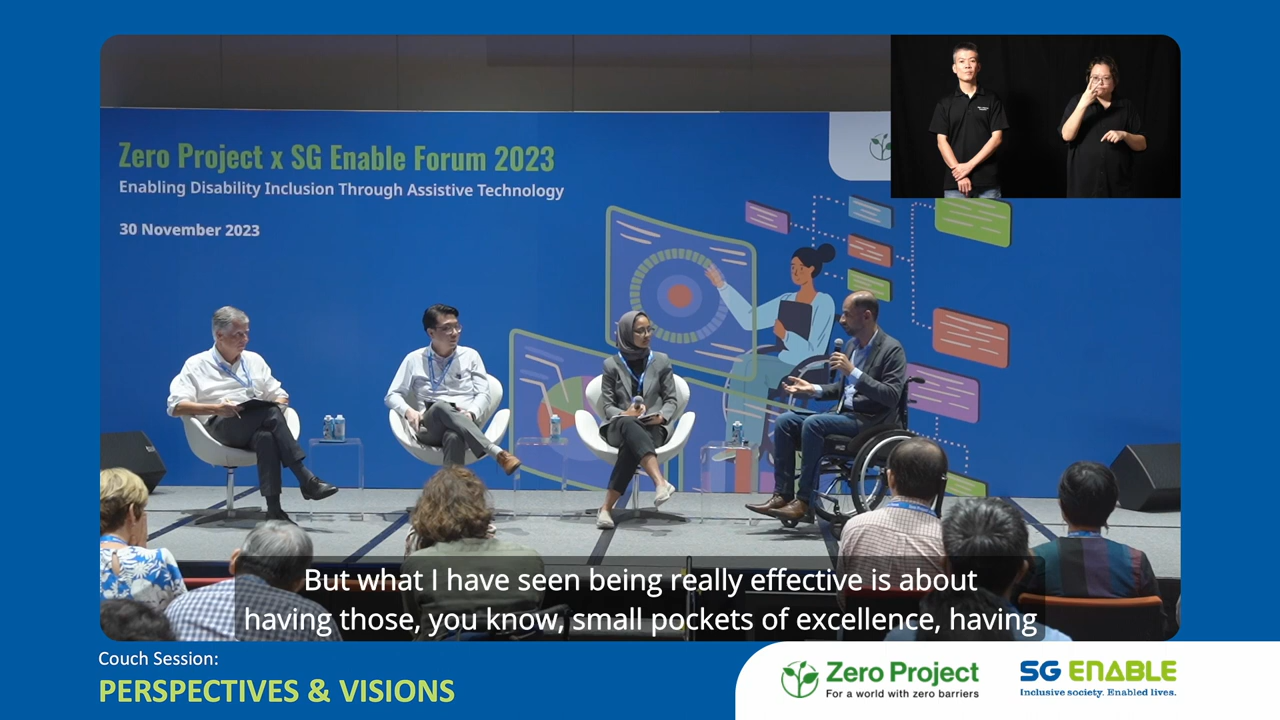 Zero Project x SG Enable Forum 2023
Enabling Disability Inclusion Through Assistive Technology
30 November 2023
But what I have seen being really effective is about
having those, you know, small pockets of excellence, having
Couch Session:
PERSPECTIVES & VISIONS
Zero Project
For a world with zero barriers
SG ENABLE
Inclusive society. Enabled lives.